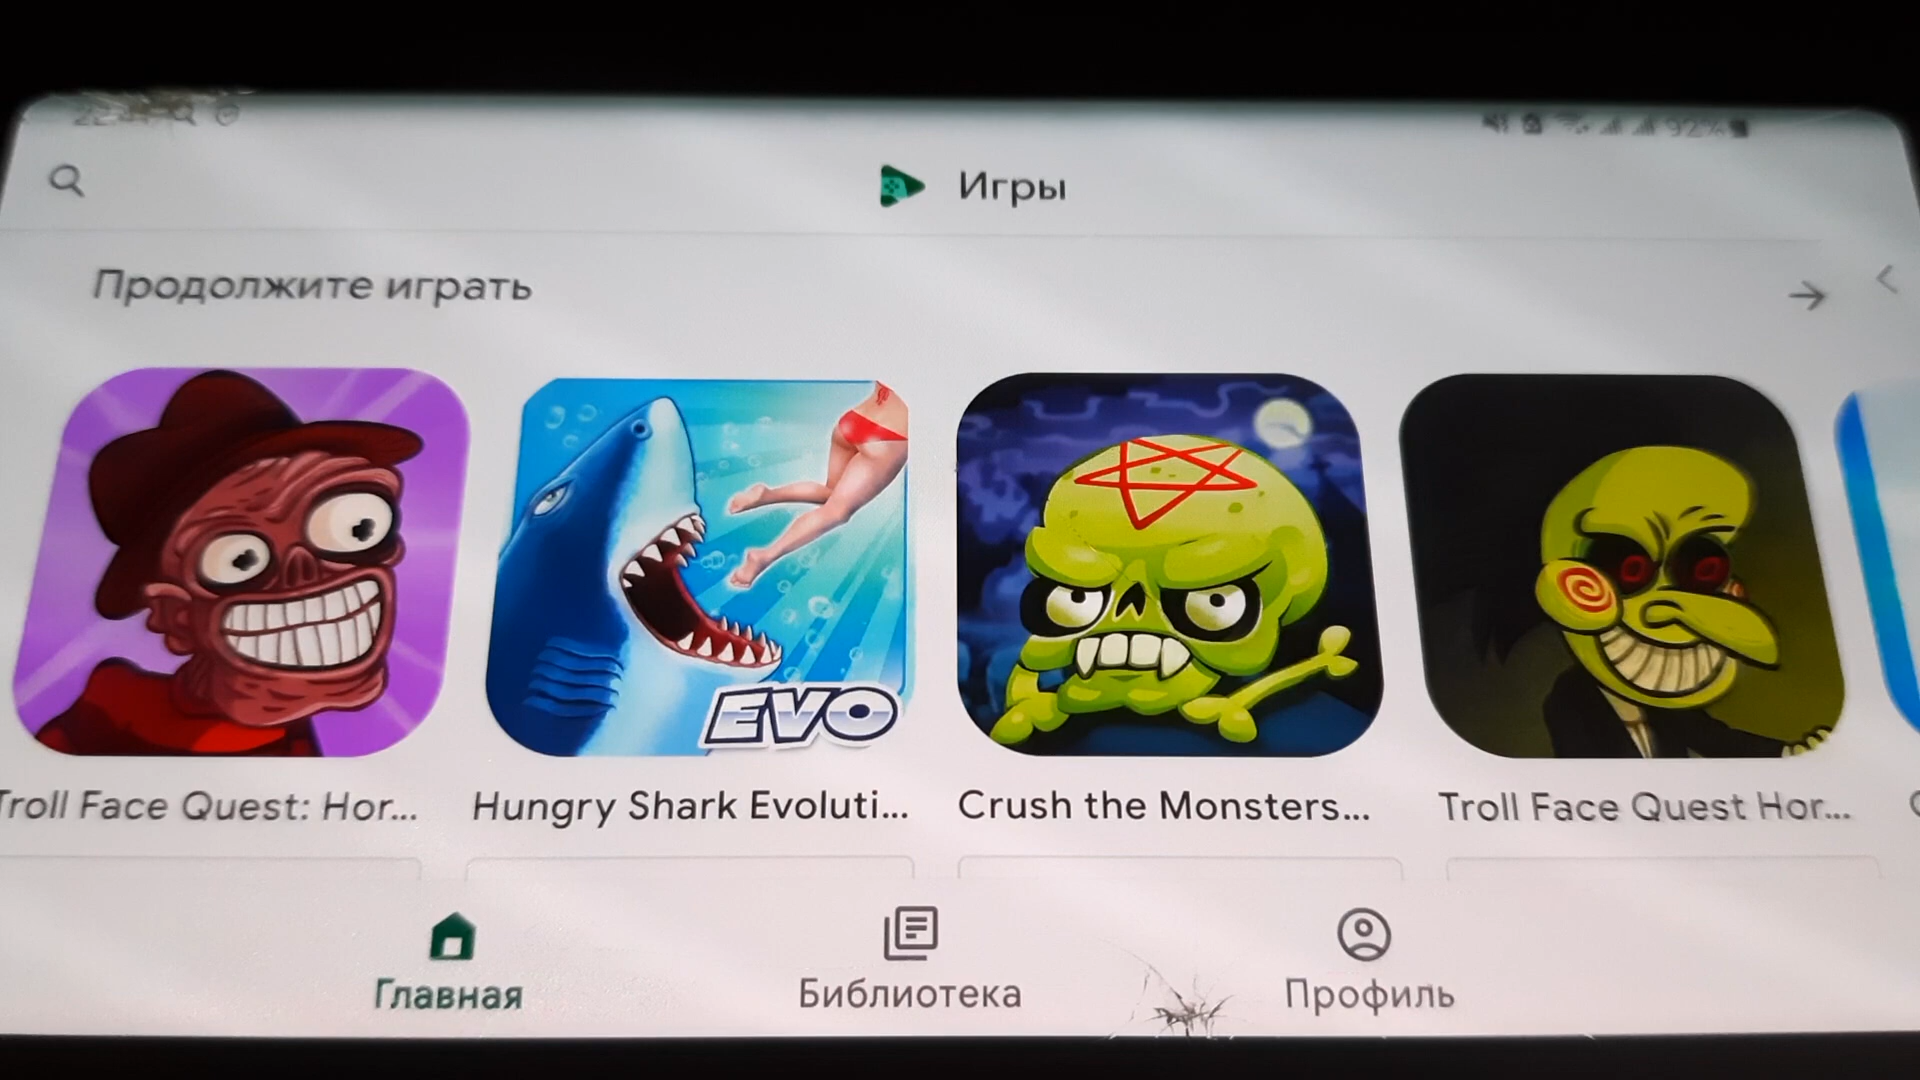 92%
Игры
Продолжите играть
EVO
Troll Face Quest: Hor...
Hungry Shark Evoluti...
Crush the Monsters...
Troll Face Quest Hor...
Главная
Библиотека
Профиль